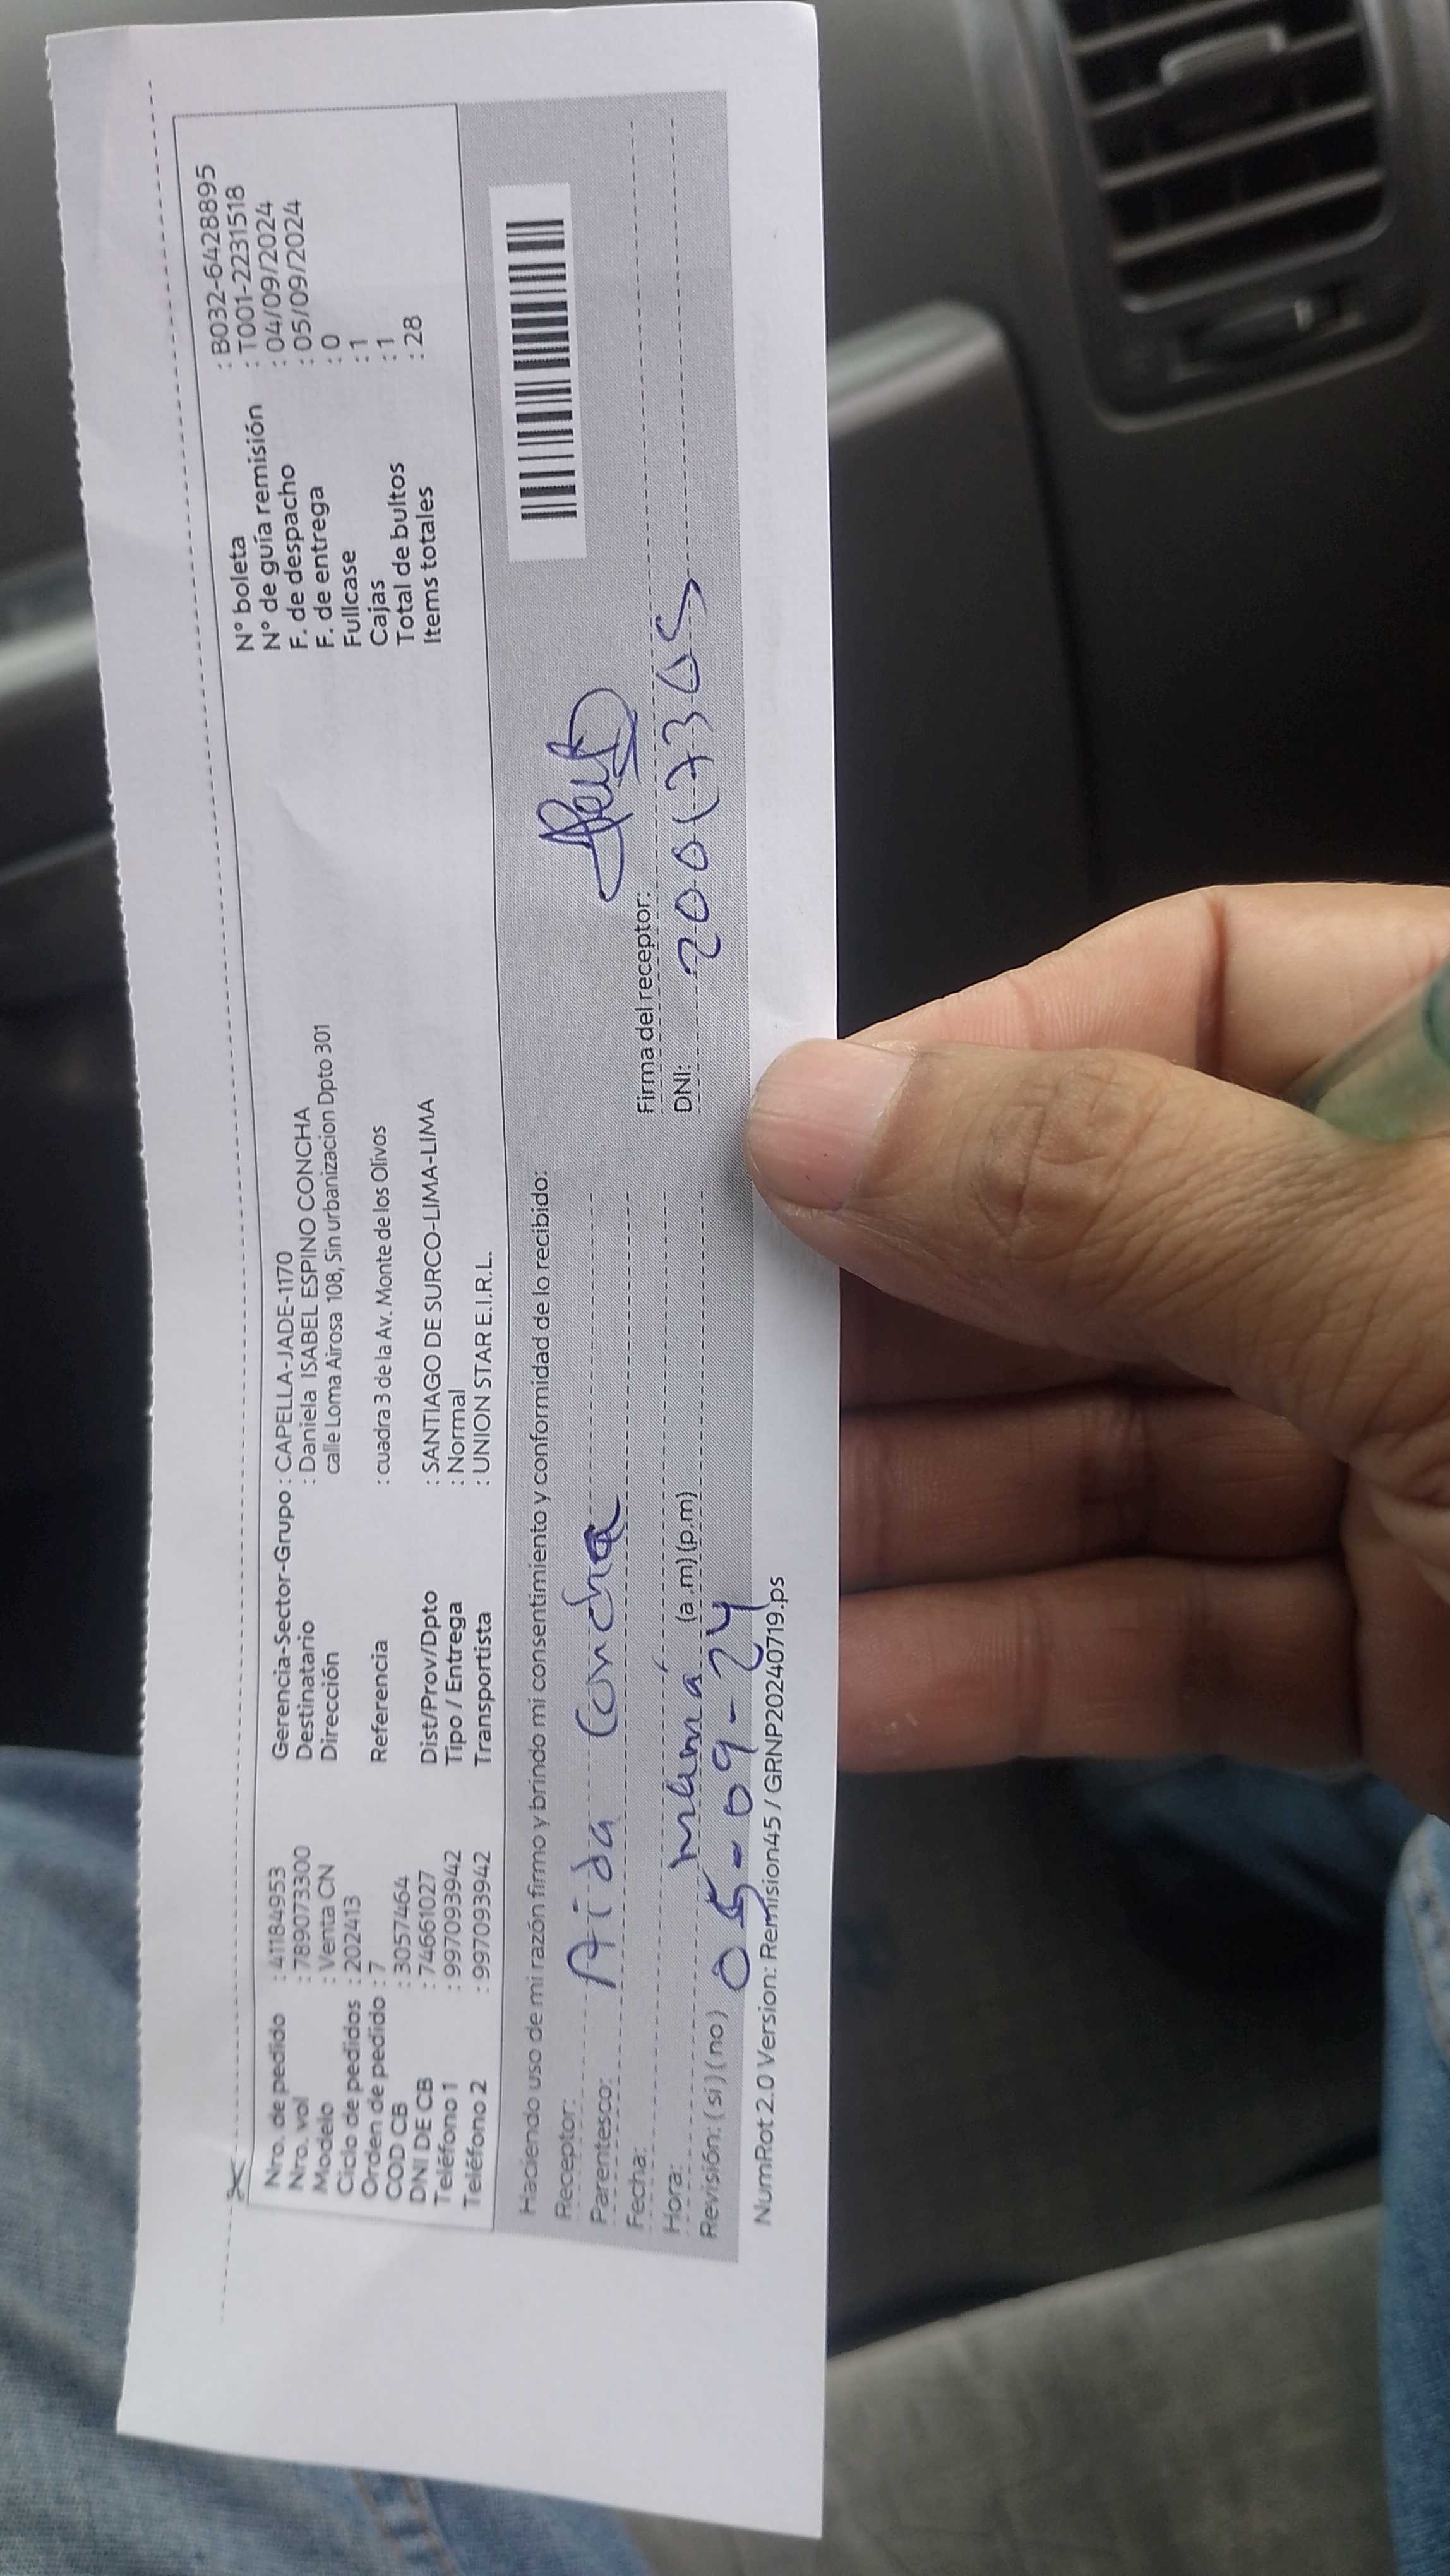 Nro. de pedido : 41184953
Nro. vol : 789073300
Modelo : Venta CN
Ciclo de pedidos : 202413
Orden de pedido : 7
COD CB : 3057464
DNI DE CB : 74661027
Teléfono 1 : 997093942
Teléfono 2 : 997093942
Gerencia-Sector-Grupo : CAPELLA-JADE-1170
Destinatario : Daniela ISABEL ESPINO CONCHA
Dirección calle Loma Airosa 108, Sin urbanizacion Dpto 301
Referencia : cuadra 3 de la Av. Monte de los Olivos
Dist/Prov/Dpto : SANTIAGO DE SURCO-LIMA-LIMA
Tipo / Entrega : Normal
Transportista : UNION STAR E.I.R.L.
N° boleta : B032-6428895
N° de guía remisión : T001-2231518
F. de despacho : 04/09/2024
F. de entrega : 05/09/2024
Fullcase : 0
Cajas : 1
Total de bultos : 1
Items totales : 28
Haciendo uso de mi razón firmo y brindo mi consentimiento y conformidad de lo recibido:
Receptor: Aida Concha
Parentesco:
Fecha: mamá
Hora: (a.m) (p.m)
Revisión: ( si ) ( no ) 05-09-24
Firma del receptor:
DNI: 20017305
NumRot 2.0 Version: Remision45 / GRNP20240719.ps